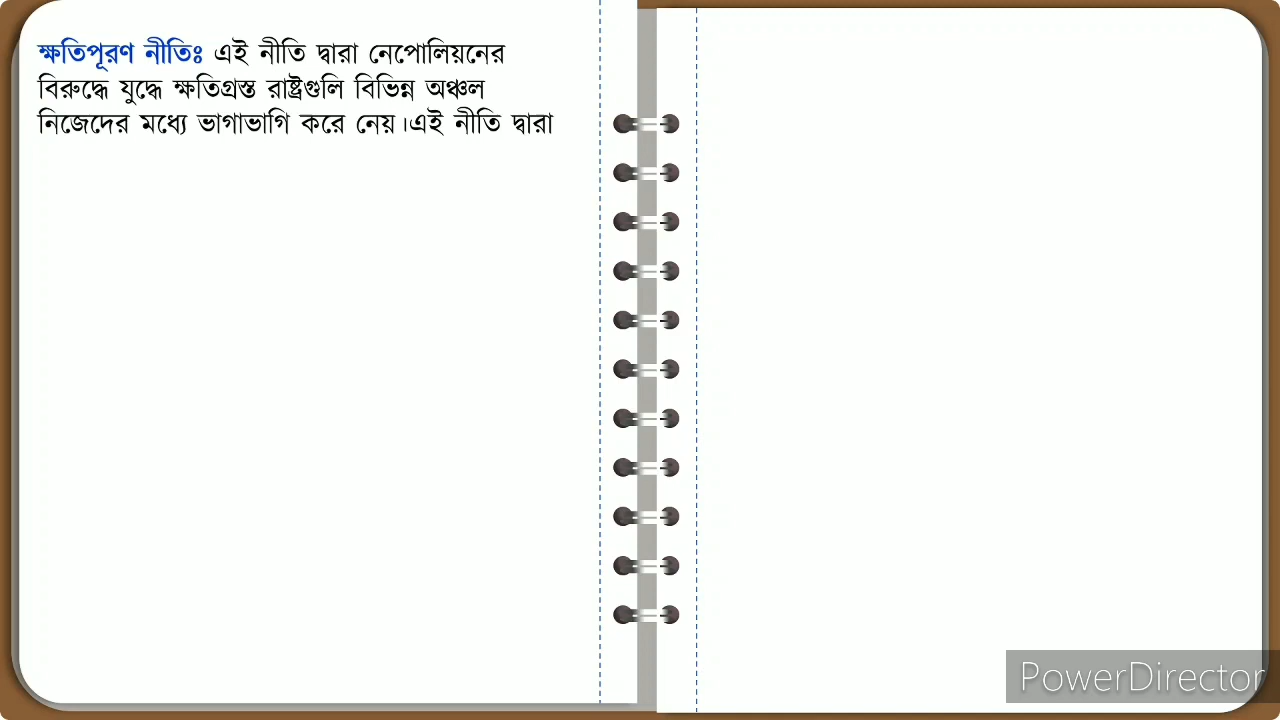 ক্ষতিপূরণ নীতিঃ এই নীতি দ্বারা নেপোলিয়নের
বিরুদ্ধে যুদ্ধে ক্ষতিগ্রস্ত রাষ্ট্রগুলি বিভিন্ন অঞ্চল
নিজেদের মধ্যে ভাগাভাগি করে নেয়।এই নীতি দ্বারা
PowerDirector